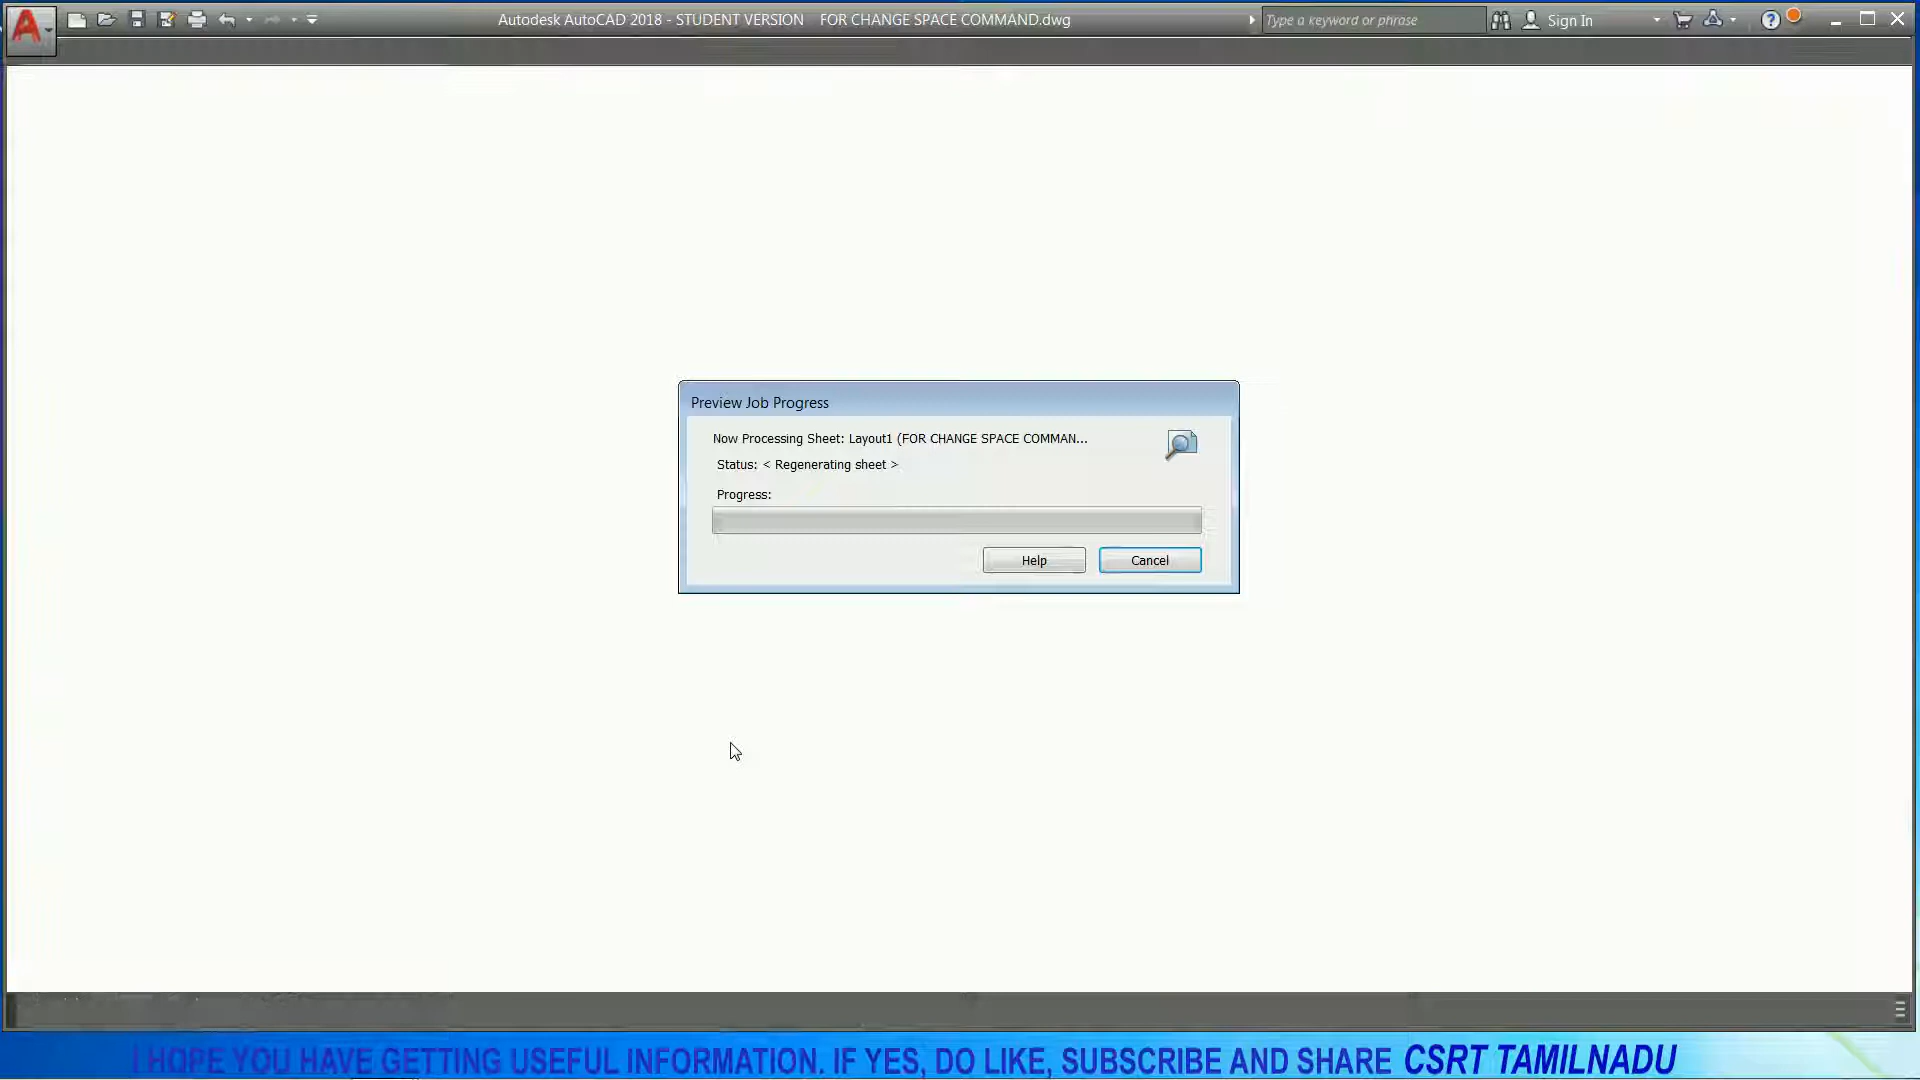 Autodesk AutoCAD 2018 - STUDENT VERSION FOR CHANGE SPACE COMMAND.dwg
Type a keyword or phrase
Sign In
Preview Job Progress
Now Processing Sheet: Layout1 (FOR CHANGE SPACE COMMAN...
Status: < Regenerating sheet >
Progress:
Help
Cancel
I HOPE YOU HAVE GETTING USEFUL INFORMATION. IF YES, DO LIKE, SUBSCRIBE AND SHARE CSRT TAMILNADU